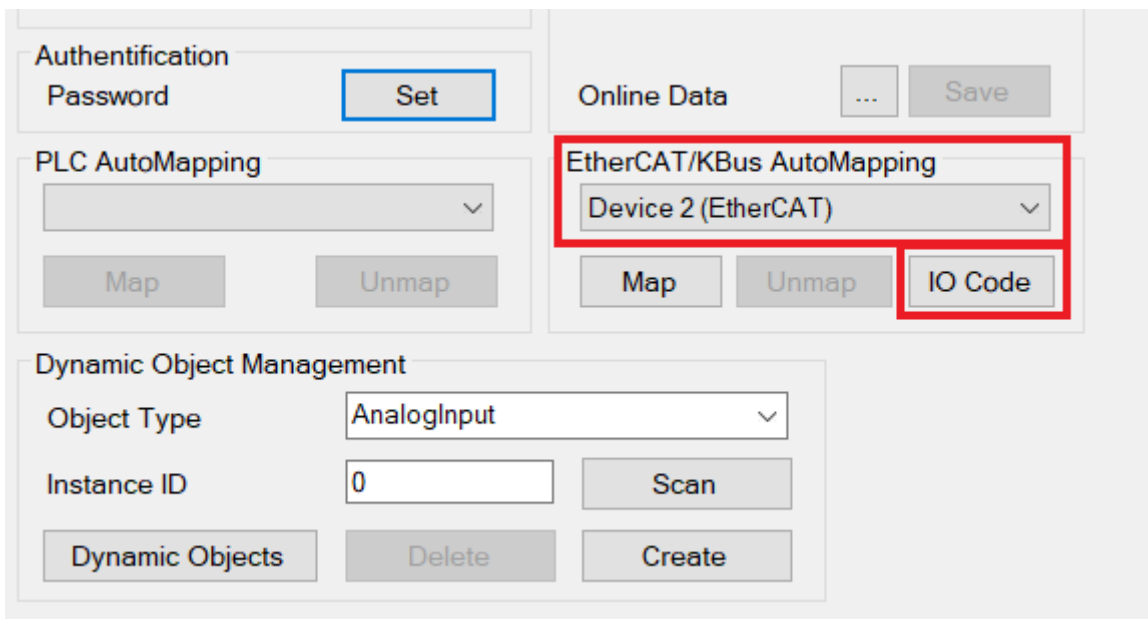 Authentification
Password
Set
Online Data
...
Save
PLC AutoMapping
Map
Unmap
EtherCAT/KBus AutoMapping
Device 2 (EtherCAT)
Map
Unmap
IO Code
Dynamic Object Management
Object Type
AnalogInput
Instance ID
0
Scan
Dynamic Objects
Delete
Create